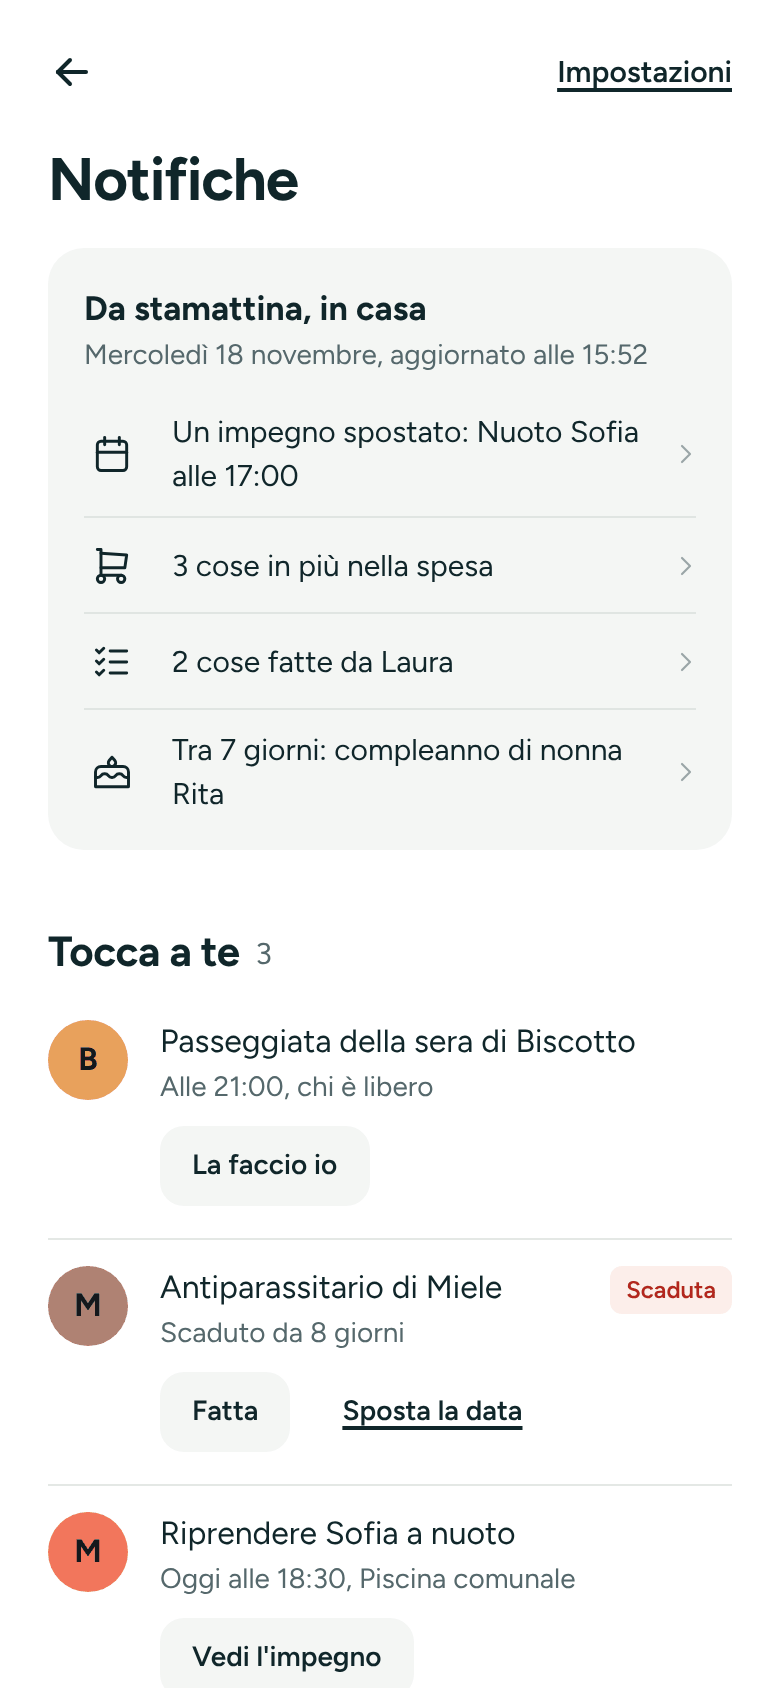 Impostazioni
Notifiche
Da stamattina, in casa
Mercoledì 18 novembre, aggiornato alle 15:52
Un impegno spostato: Nuoto Sofia
alle 17:00
3 cose in più nella spesa
2 cose fatte da Laura
Tra 7 giorni: compleanno di nonna
Rita
Tocca a te 3
B
Passeggiata della sera di Biscotto
Alle 21:00, chi è libero
La faccio io
M
Antiparassitario di Miele
Scaduta
Scaduto da 8 giorni
Fatta
Sposta la data
M
Riprendere Sofia a nuoto
Oggi alle 18:30, Piscina comunale
Vedi l'impegno